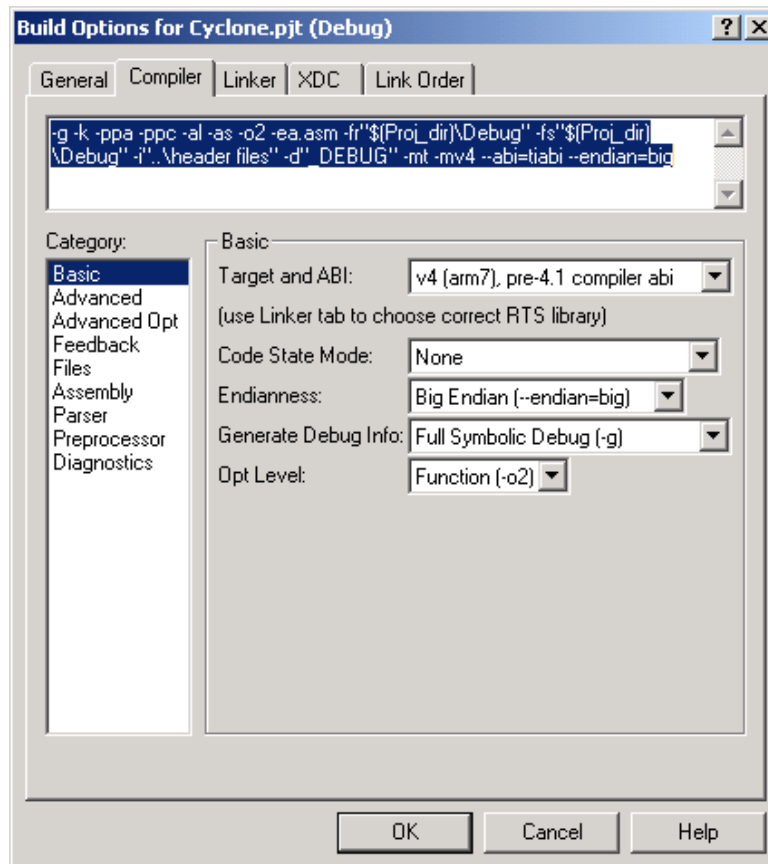 Build Options for Cyclone.pjt (Debug)
General Compiler Linker XDC Link Order
-g -k -ppa -ppc -al -as -o2 -ea.asm -fr"$(Proj_dir)\Debug" -fs"$(Proj_dir)
\Debug" -i"..\header files" -d"_DEBUG" -mt -mv4 --abi=tiabi --endian=big
Category:
Basic
Advanced
Advanced Opt
Feedback
Files
Assembly
Parser
Preprocessor
Diagnostics
Basic
Target and ABI: v4 (arm7), pre-4.1 compiler abi
(use Linker tab to choose correct RTS library)
Code State Mode: None
Endianness: Big Endian (--endian=big)
Generate Debug Info: Full Symbolic Debug (-g)
Opt Level: Function (-o2)
OK Cancel Help